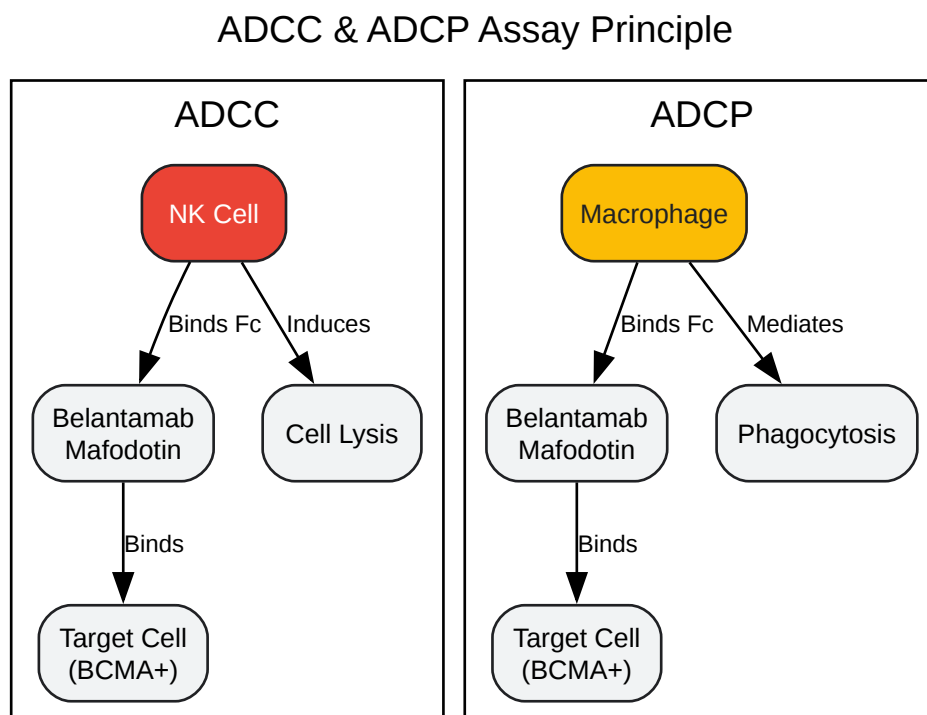 ADCC & ADCP Assay Principle
ADCC
NK Cell
Binds Fc
Induces
Belantamab
Mafodotin
Cell Lysis
Binds
Target Cell
(BCMA+)
ADCP
Macrophage
Binds Fc
Mediates
Belantamab
Mafodotin
Phagocytosis
Binds
Target Cell
(BCMA+)